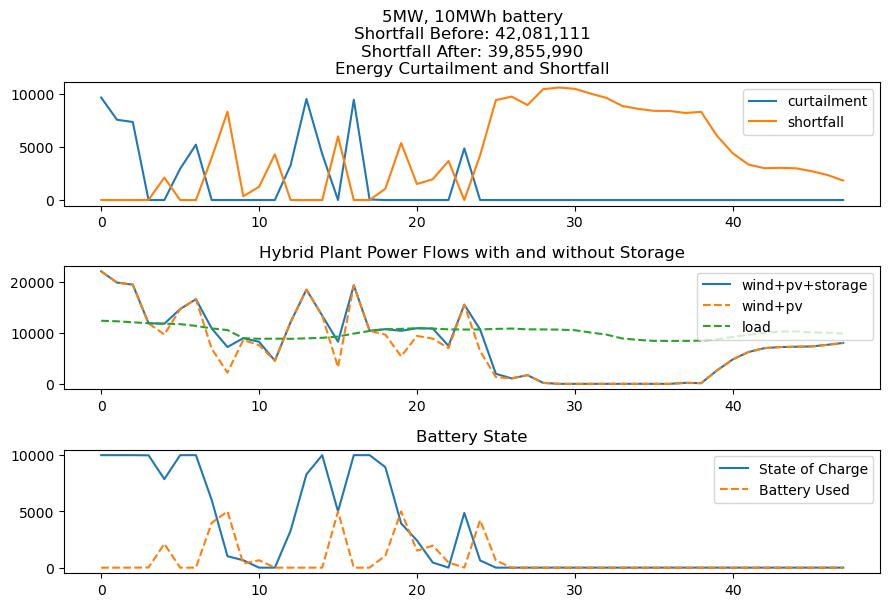 5MW, 10MWh battery
Shortfall Before: 42,081,111
Shortfall After: 39,855,990
Energy Curtailment and Shortfall
10000
5000
0
curtailment
shortfall
0
10
20
30
40
Hybrid Plant Power Flows with and without Storage
20000
10000
0
wind+pv+storage
wind+pv
load
0
10
20
30
40
Battery State
10000
5000
0
State of Charge
Battery Used
0
10
20
30
40